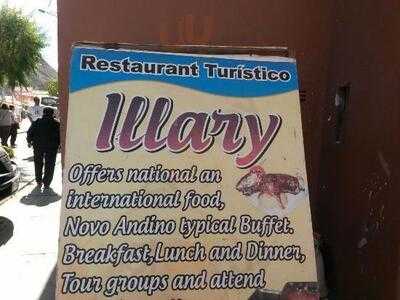 Restaurant Turístico
Illary
Offers national an
international food,
Novo Andino typical Buffet.
Breakfast,Lunch and Dinner,
Tour groups and attend